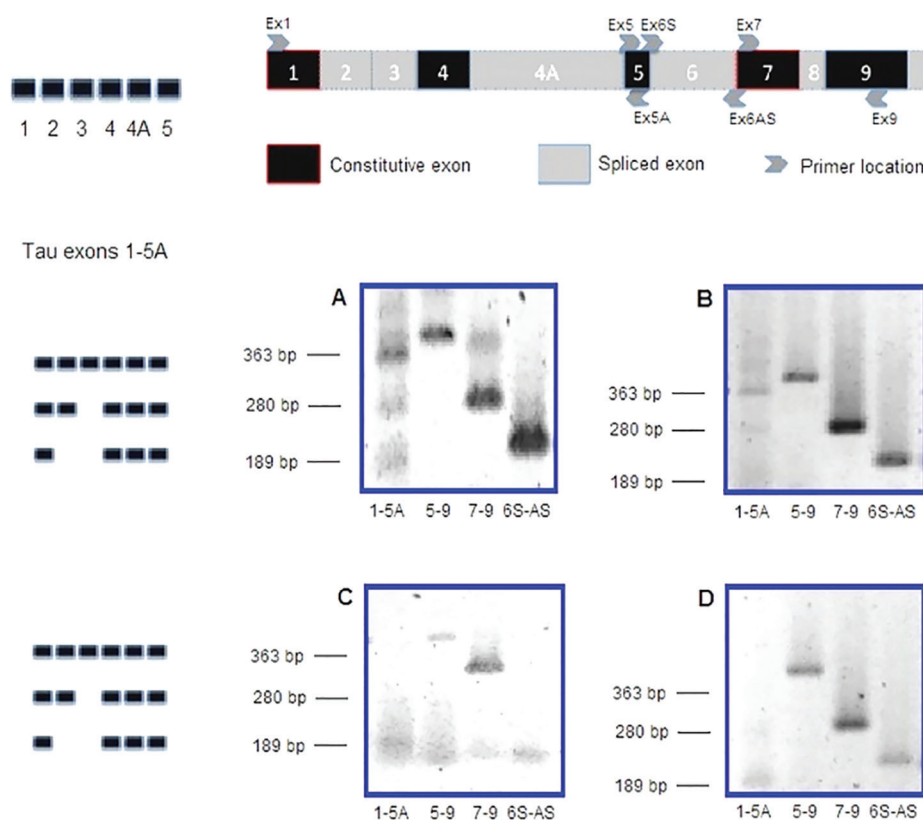 Ex1 Ex5 Ex6S Ex7
1 2 3 4 4A 5 6 7 8 9
1 2 3 4 4A 5
Ex5A Ex6AS Ex9
Constitutive exon Spliced exon Primer location
Tau exons 1-5A
A
363 bp
280 bp
189 bp
1-5A 5-9 7-9 6S-AS
B
363 bp
280 bp
189 bp
1-5A 5-9 7-9 6S-AS
C
363 bp
280 bp
189 bp
1-5A 5-9 7-9 6S-AS
D
363 bp
280 bp
189 bp
1-5A 5-9 7-9 6S-AS